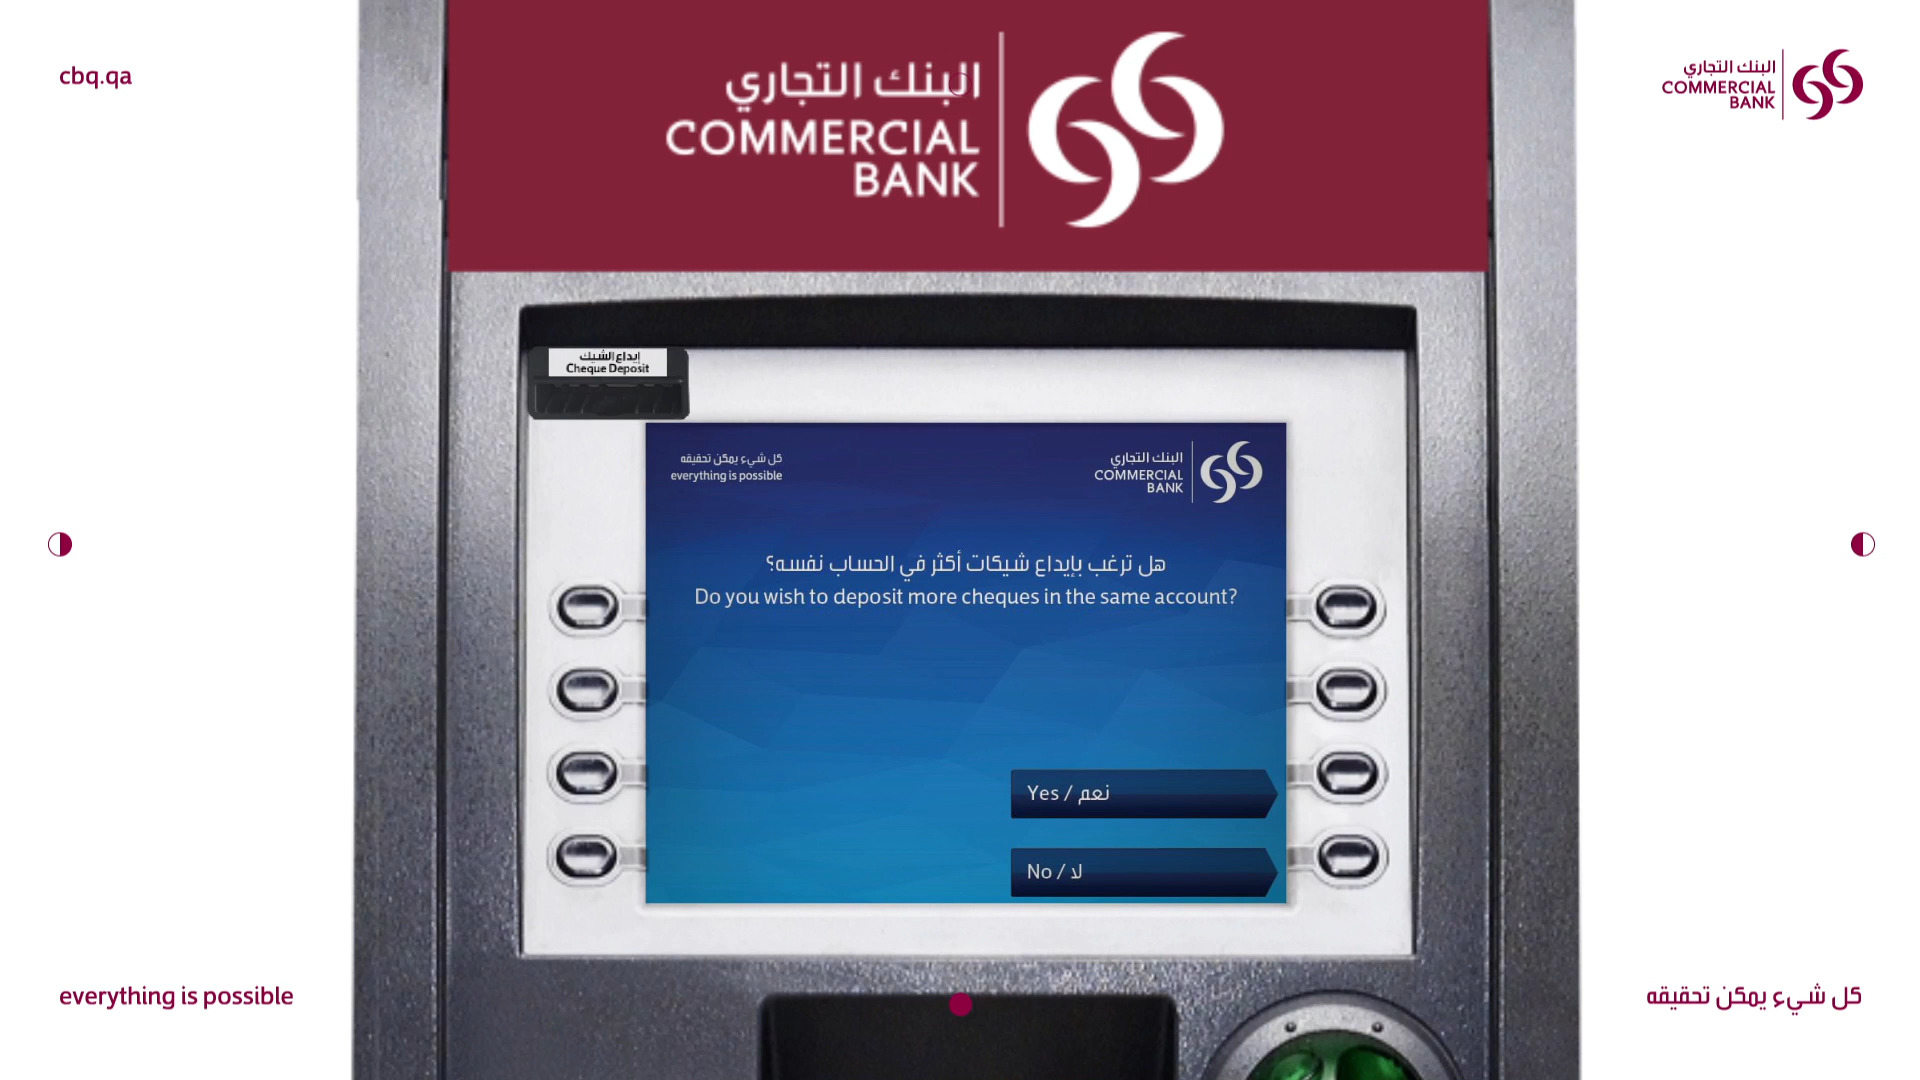 cbq.qa
البنك التجاري
COMMERCIAL
BANK
البنك التجاري
COMMERCIAL
BANK
إيداع الشيك
Cheque Deposit
كل شيء يمكن تحقيقه
everything is possible
البنك التجاري
COMMERCIAL
BANK
هل ترغب بإيداع شيكات أكثر في الحساب نفسه؟
Do you wish to deposit more cheques in the same account?
Yes / نعم
No / لا
everything is possible
كل شيء يمكن تحقيقه